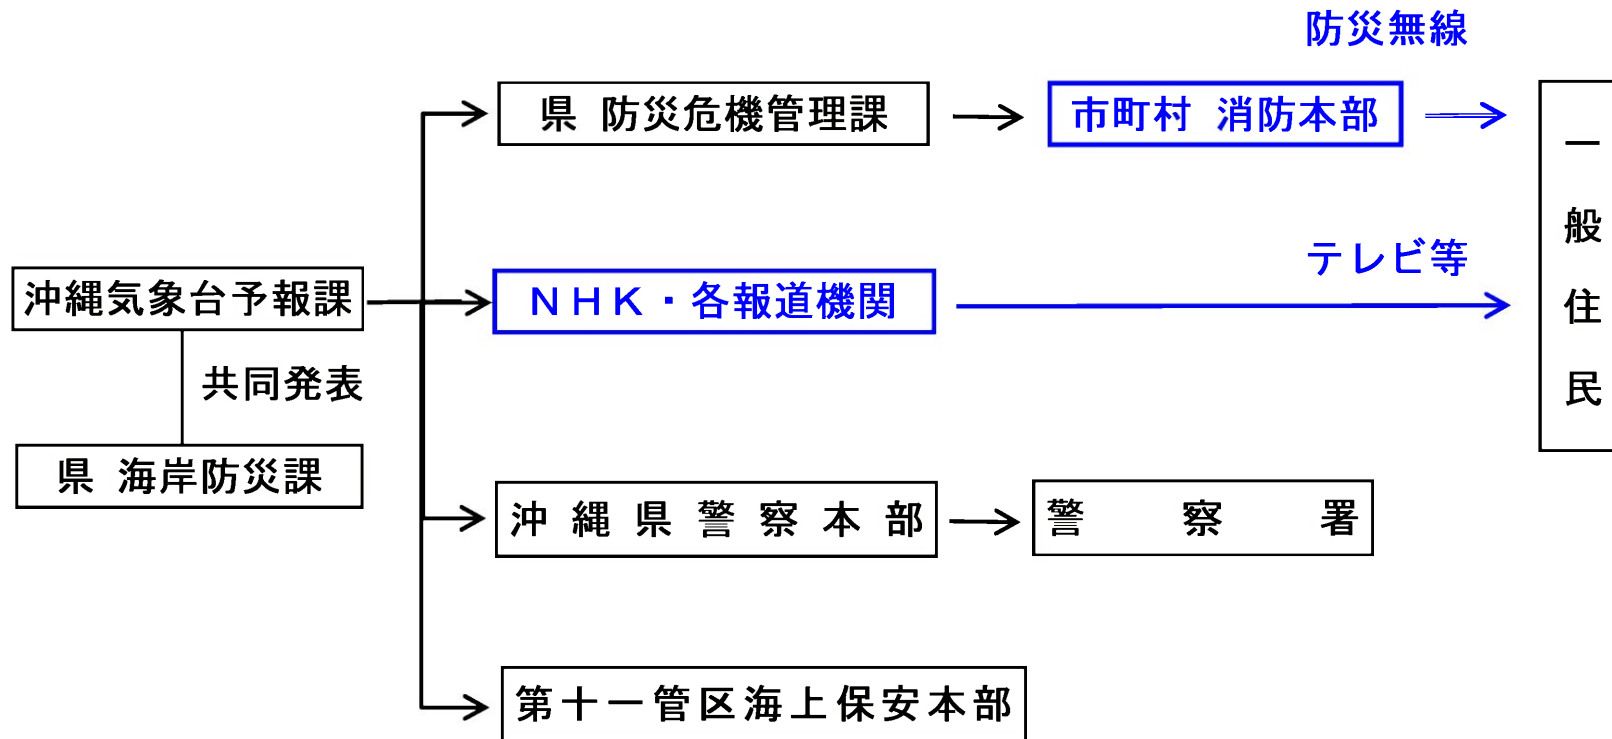 防災無線
県 防災危機管理課
市町村 消防本部
一般住民
テレビ等
沖縄気象台予報課
NHK・各報道機関
共同発表
県 海岸防災課
沖縄県警察本部
警察署
第十一管区海上保安本部